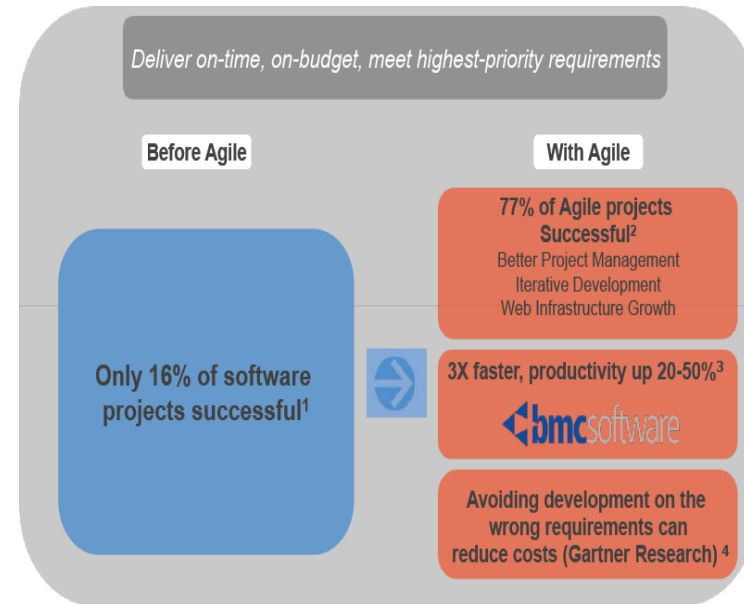 Deliver on-time, on-budget, meet highest-priority requirements
Before Agile
With Agile
Only 16% of software
projects successful¹
77% of Agile projects
Successful²
Better Project Management
Iterative Development
Web Infrastructure Growth
3X faster, productivity up 20-50%³
bmcsoftware
Avoiding development on the
wrong requirements can
reduce costs (Gartner Research) ⁴